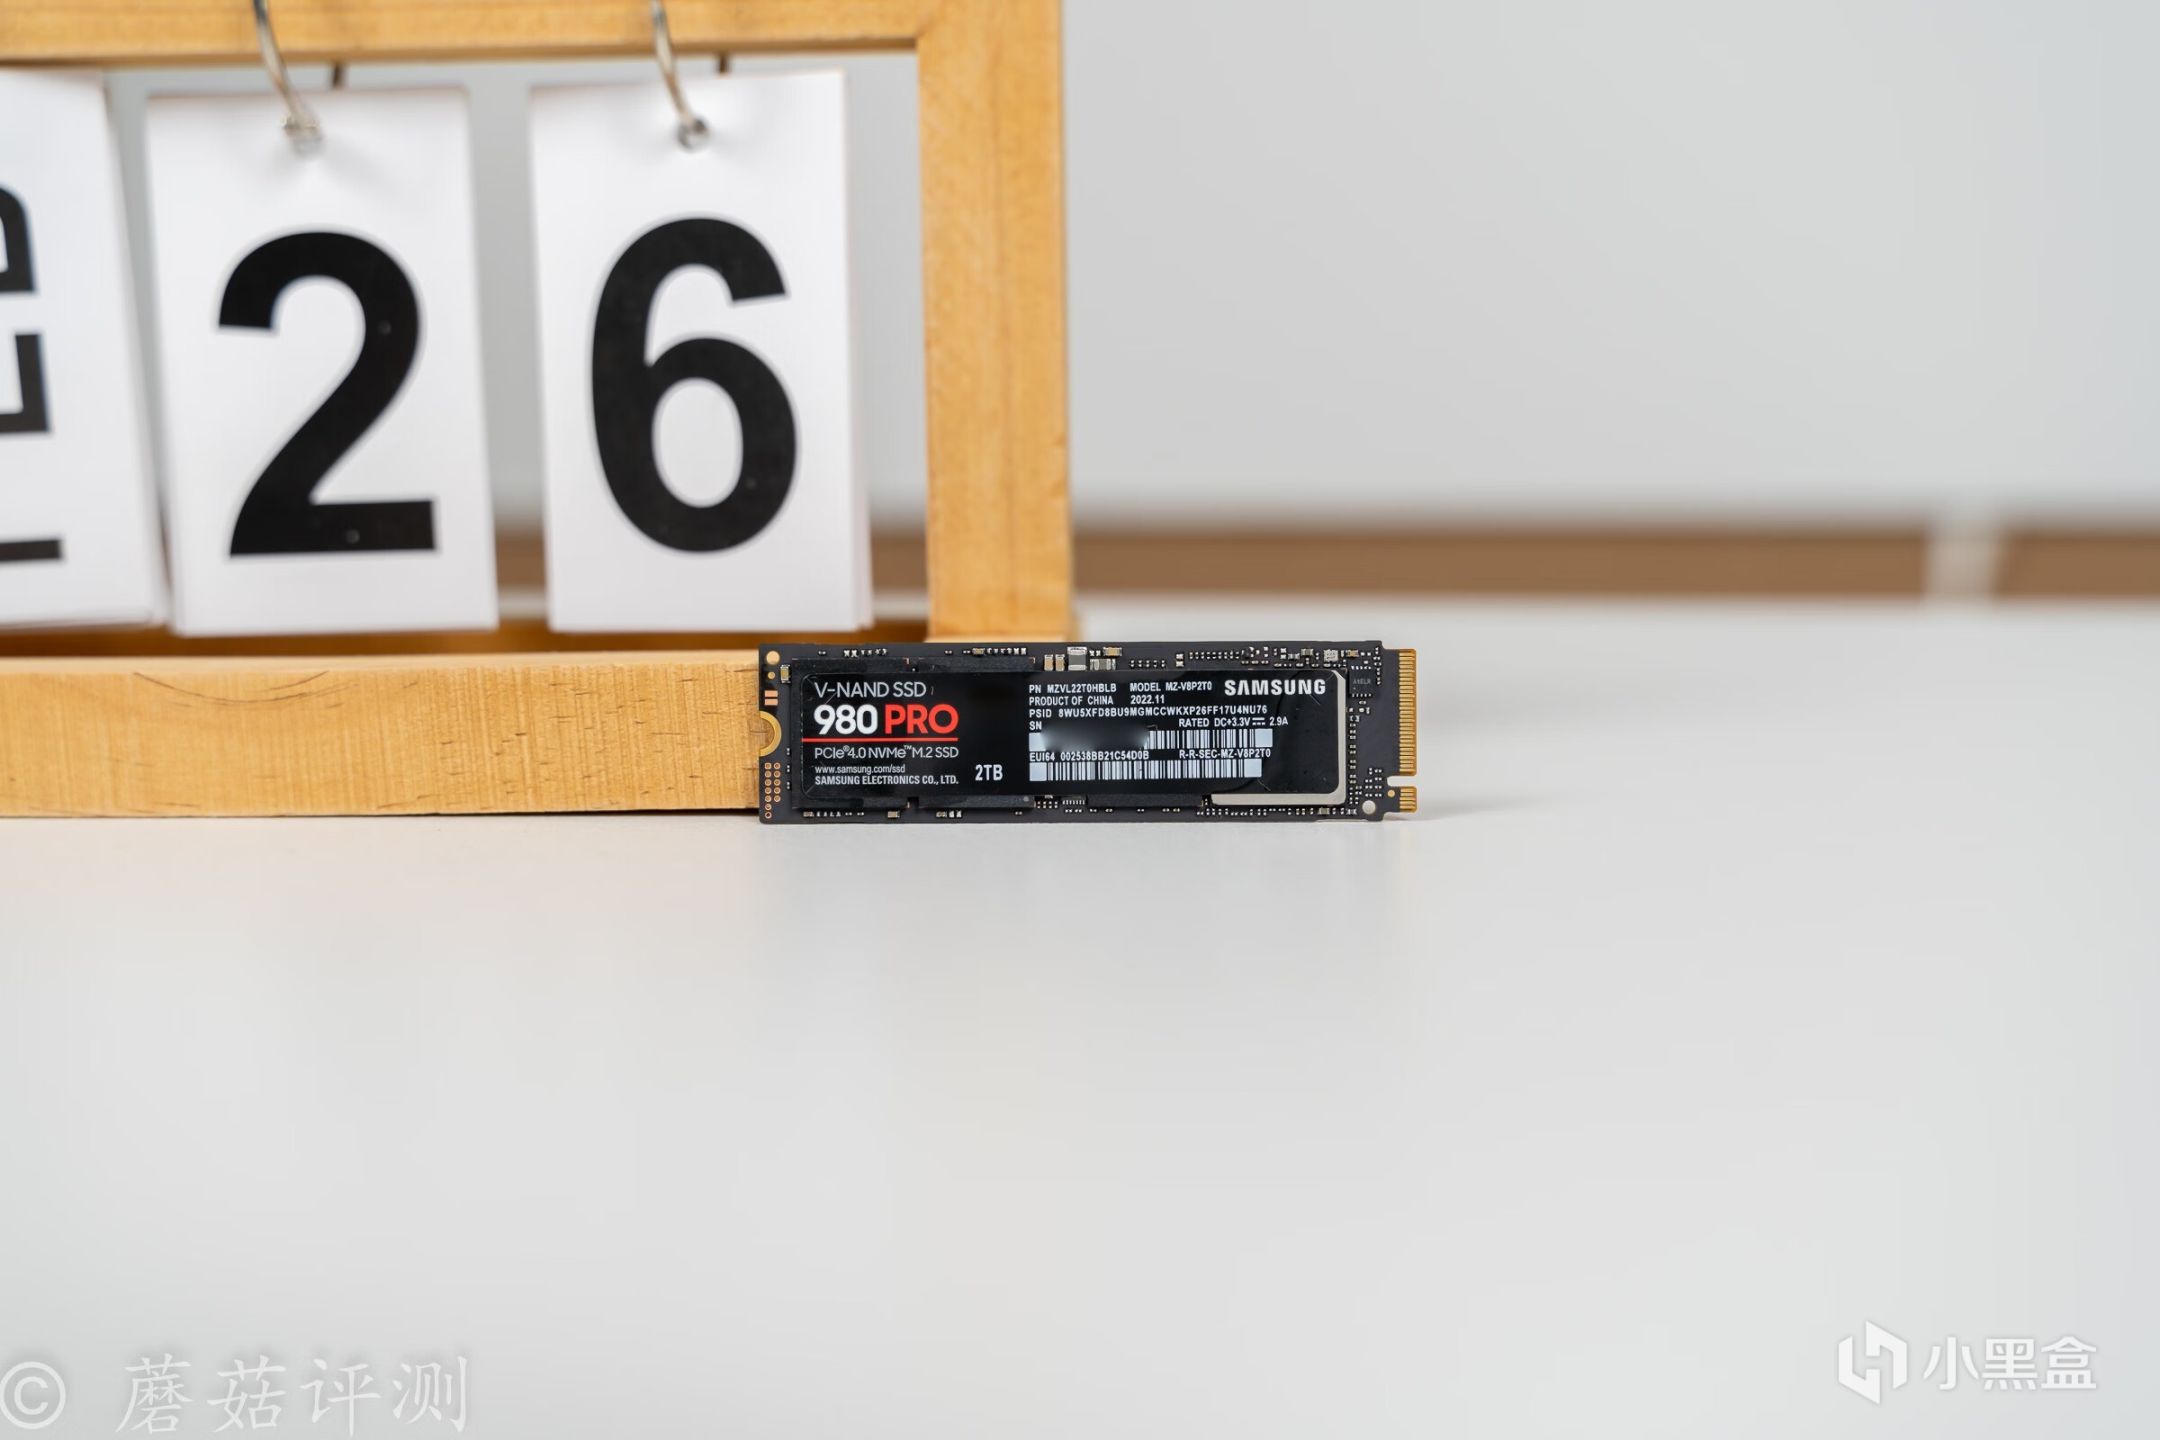 26
V-NAND SSD
980 PRO
PCIe®4.0 NVMe™M.2 SSD
www.samsung.com/ssd
SAMSUNG ELECTRONICS CO., LTD.
2TB
PN MZVL22T0HBLB MODEL MZ-V8P2T0
SAMSUNG
PRODUCT OF CHINA 2022.11
PSID 8WU5XFD8BU9MGMCCWKXP26FF17U4NU76
SN
RATED DC+3.3V 2.9A
EUI64 002538BB21C54D0B R-R-SEC-MZ-V8P2T0
© 蘑菇评测
小黑盒